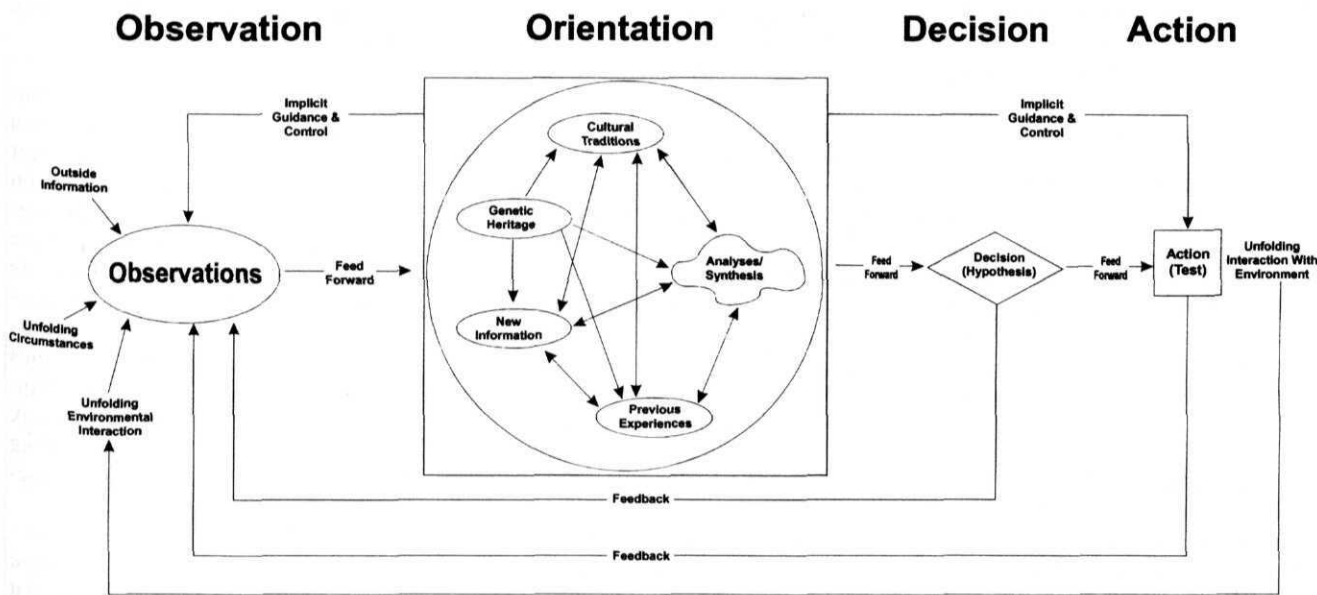 Observation
Orientation
Decision
Action
Implicit
Guidance &
Control
Implicit
Guidance &
Control
Cultural
Traditions
Outside
Information
Genetic
Heritage
Observations
Feed
Forward
Analyses/
Synthesis
Feed
Forward
Decision
(Hypothesis)
Feed
Forward
Action
(Test)
Unfolding
Interaction With
Environment
Unfolding
Circumstances
New
Information
Unfolding
Environmental
Interaction
Previous
Experiences
Feedback
Feedback